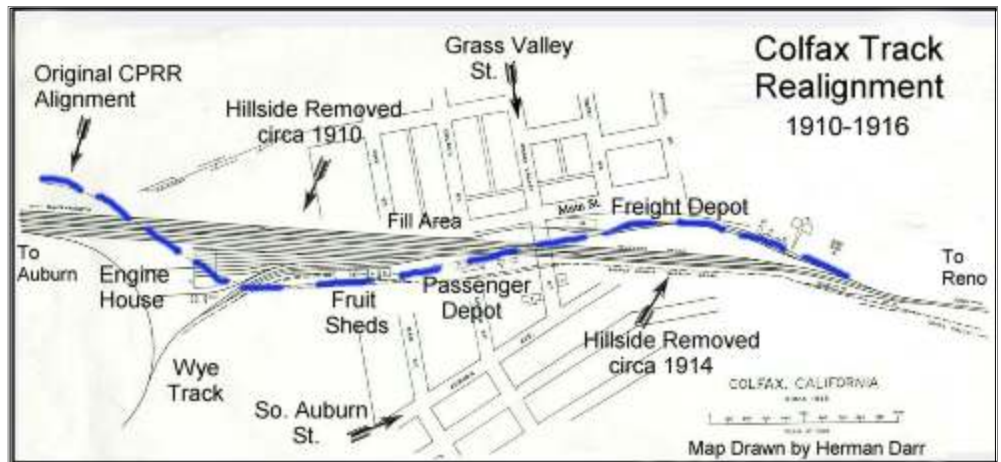 Colfax Track
Realignment
1910-1916
Grass Valley
St.
Original CPRR
Alignment
Hillside Removed
circa 1910
Fill Area
Main St.
Freight Depot
To
Auburn
Engine
House
Fruit
Sheds
Passenger
Depot
To
Reno
Wye
Track
Hillside Removed
circa 1914
So. Auburn
St.
COLFAX, CALIFORNIA
Map Drawn by Herman Darr